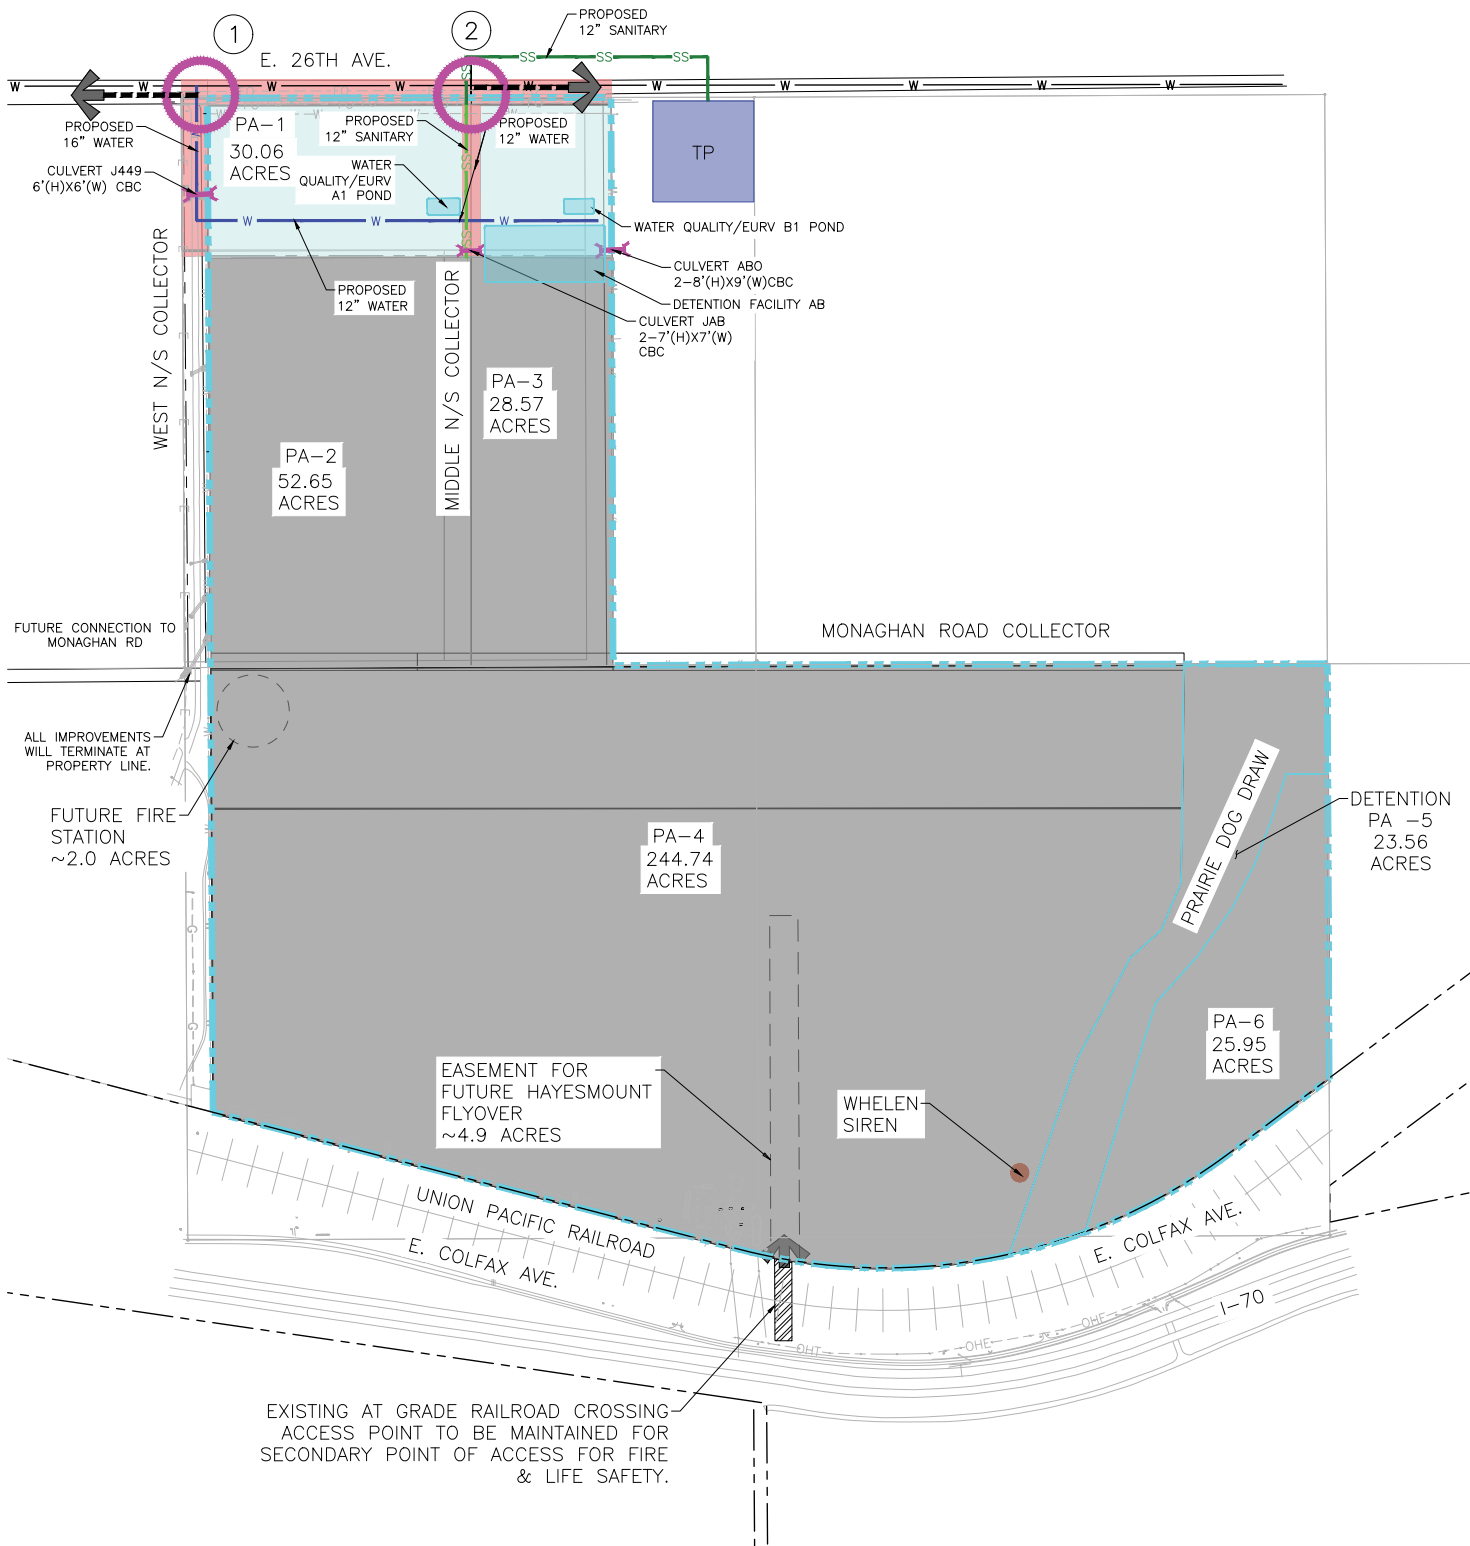 1
2
E. 26TH AVE.
PROPOSED
12" SANITARY
SS
SS
SS
W
W
W
W
W
W
W
W
W
W
PROPOSED
16" WATER
PA-1
30.06
ACRES
PROPOSED
12" SANITARY
PROPOSED
12" WATER
TP
CULVERT J449
6'(H)X6'(W) CBC
WATER
QUALITY/EURV
A1 POND
W
W
W
WATER QUALITY/EURV B1 POND
CULVERT ABO
2-8'(H)X9'(W)CBC
PROPOSED
12" WATER
DETENTION FACILITY AB
CULVERT JAB
2-7'(H)X7'(W)
CBC
WEST N/S COLLECTOR
MIDDLE N/S COLLECTOR
PA-3
28.57
ACRES
PA-2
52.65
ACRES
FUTURE CONNECTION TO
MONAGHAN RD
MONAGHAN ROAD COLLECTOR
ALL IMPROVEMENTS
WILL TERMINATE AT
PROPERTY LINE.
FUTURE FIRE
STATION
~2.0 ACRES
PA-4
244.74
ACRES
PRAIRIE DOG DRAW
DETENTION
PA -5
23.56
ACRES
G
G
PA-6
25.95
ACRES
EASEMENT FOR
FUTURE HAYESMOUNT
FLYOVER
~4.9 ACRES
WHELEN
SIREN
UNION PACIFIC RAILROAD
E. COLFAX AVE.
E. COLFAX AVE.
I-70
OHT
OHE
OHE
EXISTING AT GRADE RAILROAD CROSSING
ACCESS POINT TO BE MAINTAINED FOR
SECONDARY POINT OF ACCESS FOR FIRE
& LIFE SAFETY.